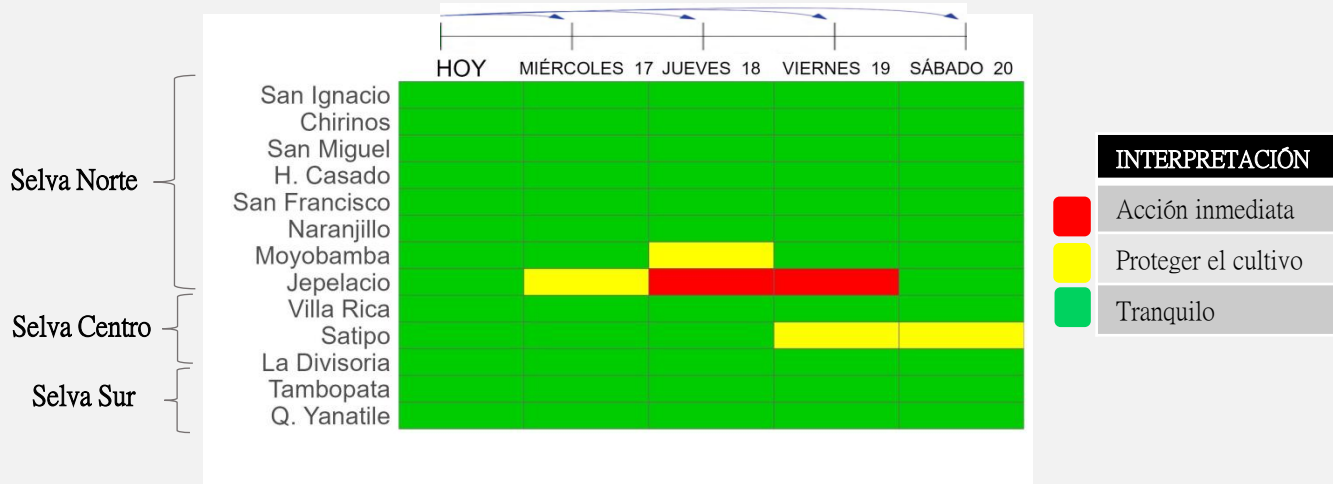 HOY MIÉRCOLES 17 JUEVES 18 VIERNES 19 SÁBADO 20
Selva Norte
San Ignacio
Chirinos
San Miguel
H. Casado
San Francisco
Naranjillo
Moyobamba
Jepelacio
Selva Centro
Villa Rica
Satipo
La Divisoria
Selva Sur
Tambopata
Q. Yanatile
INTERPRETACIÓN
Acción inmediata
Proteger el cultivo
Tranquilo